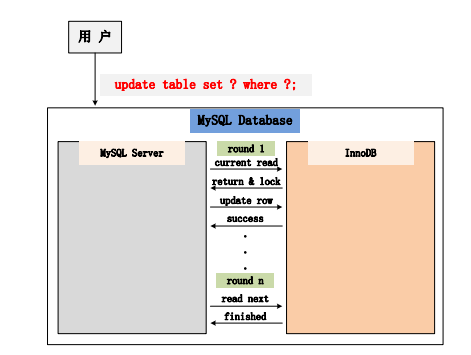 用 户
update table set ? where ?;
MySQL Database
MySQL Server
round 1
InnoDB
current read
return & lock
update row
success
.
.
.
round n
read next
finished